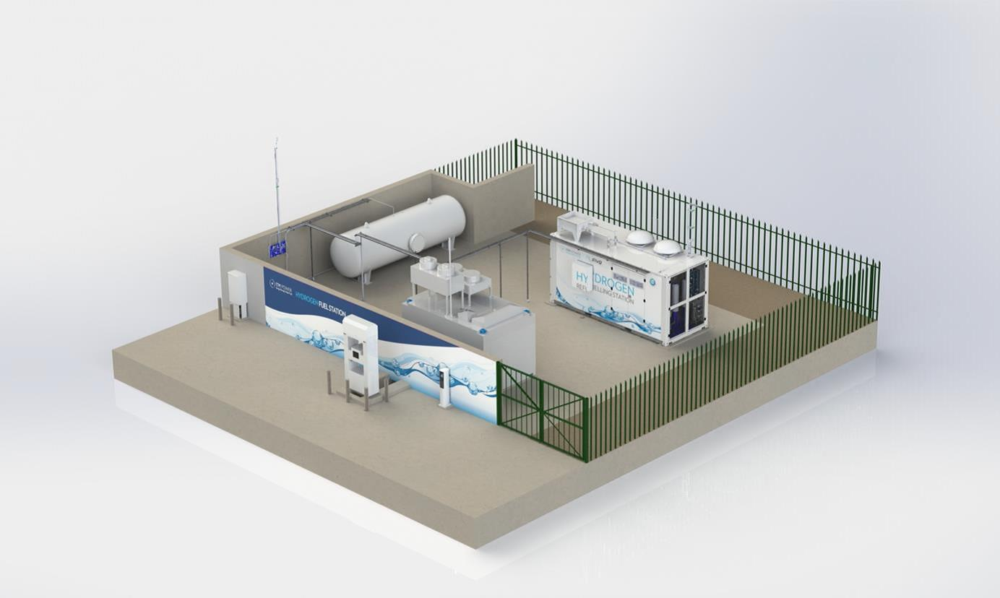 ITM POWER
HYDROGEN FUEL STATION
HYDROGEN
REFUELLING STATION